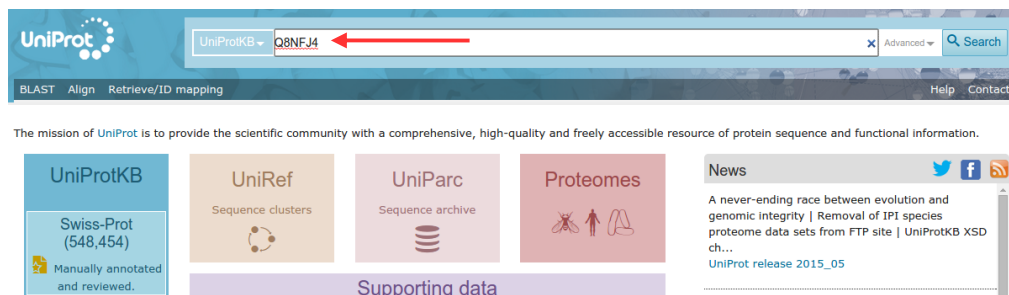 UniProt
UniProtKB
Q8NFJ4
Advanced
Search
BLAST Align Retrieve/ID mapping
Help Contact
The mission of UniProt is to provide the scientific community with a comprehensive, high-quality and freely accessible resource of protein sequence and functional information.
UniProtKB
Swiss-Prot
(548,454)
Manually annotated
and reviewed.
UniRef
Sequence clusters
UniParc
Sequence archive
Proteomes
Supporting data
News
A never-ending race between evolution and
genomic integrity | Removal of IPI species
proteome data sets from FTP site | UniProtKB XSD
ch...
UniProt release 2015_05